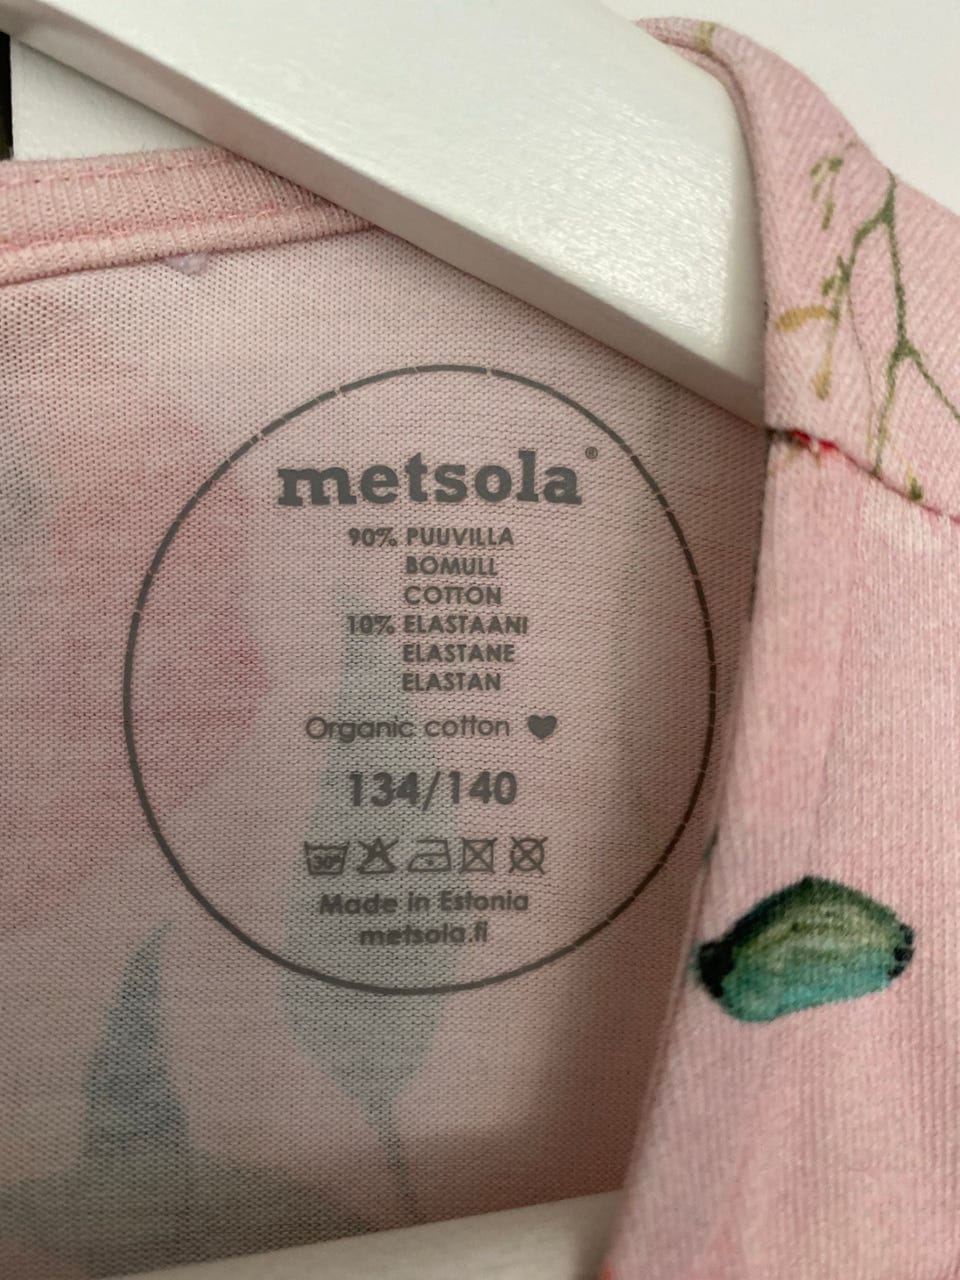 metsola®
90% PUUVILLA
BOMULL
COTTON
10% ELASTAANI
ELASTANE
ELASTAN
Organic cotton ♥
134/140
30°
Made in Estonia
metsola.fi